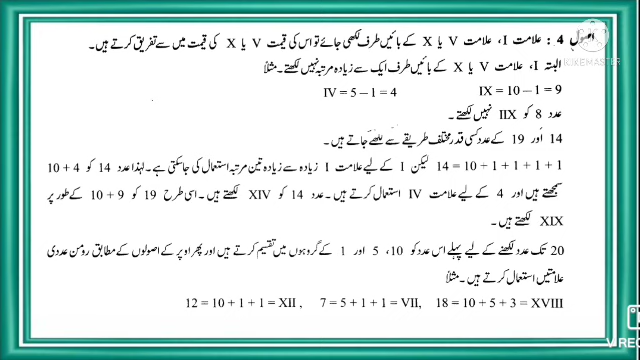 اصول 4 : علامت I، علامت V یا X کے بائیں طرف لکھی جائے تو اس کی قیمت V یا X کی قیمت میں سے تفریق کرتے ہیں۔
البتہ I، علامت V یا X کے بائیں طرف ایک سے زیادہ مرتبہ نہیں لکھتے۔ مثلاً
IX = 10 – 1 = 9     IV = 5 – 1 = 4
عدد 8 کو IIX نہیں لکھتے۔
14 اور 19 کے عدد کسی قدر مختلف طریقے سے لکھے جاتے ہیں۔
14 = 10 + 1 + 1 + 1 + 1 لیکن I کے لیے علامت I زیادہ سے زیادہ تین مرتبہ استعمال کی جا سکتی ہے۔ لہٰذا عدد 14 کو 10 + 4
سمجھتے ہیں اور 4 کے لیے علامت IV استعمال کرتے ہیں۔ عدد 14 کو XIV لکھتے ہیں۔ اسی طرح 19 کو 10 + 9 کے طور پر
XIX لکھتے ہیں۔
20 تک عدد لکھنے کے لیے پہلے اس عدد کو 10، 5 اور 1 کے گروہوں میں تقسیم کرتے ہیں اور پھر اوپر کے اصولوں کے مطابق رومن عددی
علامتیں استعمال کرتے ہیں۔ مثلاً
12 = 10 + 1 + 1 = XII ,   7 = 5 + 1 + 1 = VII,   18 = 10 + 5 + 3 = XVIII
KINEMASTER